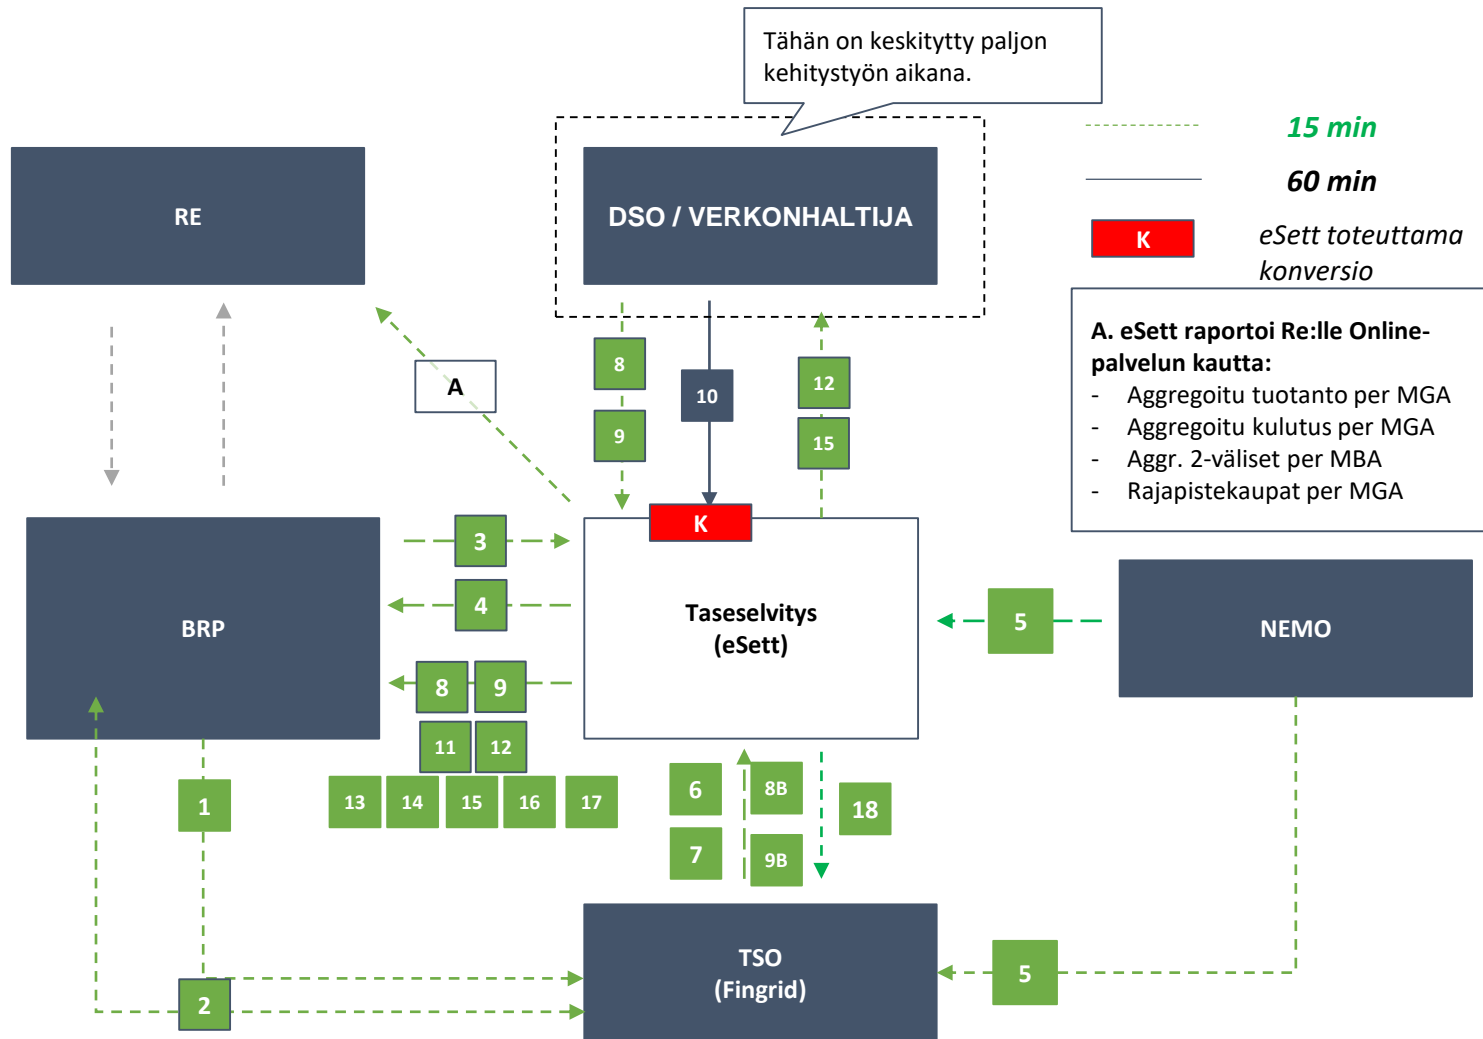 Tähän on keskitytty paljon
kehitystyön aikana.
15 min
60 min
K
eSett toteuttama
konversio
RE
DSO / VERKONHALTIJA
A. eSett raportoi Re:lle Online-
palvelun kautta:
- Aggregoitu tuotanto per MGA
- Aggregoitu kulutus per MGA
- Aggr. 2-väliset per MBA
- Rajapistekaupat per MGA
A
8
9
10
12
15
K
BRP
3
4
8
9
11
12
13
14
15
16
17
Taseselvitys
(eSett)
5
NEMO
1
2
6
7
8B
9B
18
TSO
(Fingrid)
5